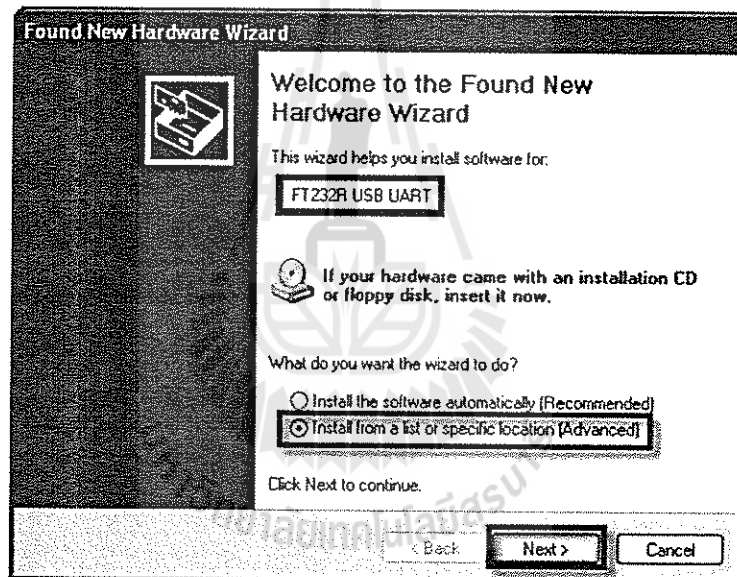 Found New Hardware Wizard
Welcome to the Found New
Hardware Wizard
This wizard helps you install software for:
FT232R USB UART
If your hardware came with an installation CD
or floppy disk, insert it now.
What do you want the wizard to do?
Install the software automatically (Recommended)
Install from a list or specific location (Advanced)
Click Next to continue.
< Back
Next >
Cancel